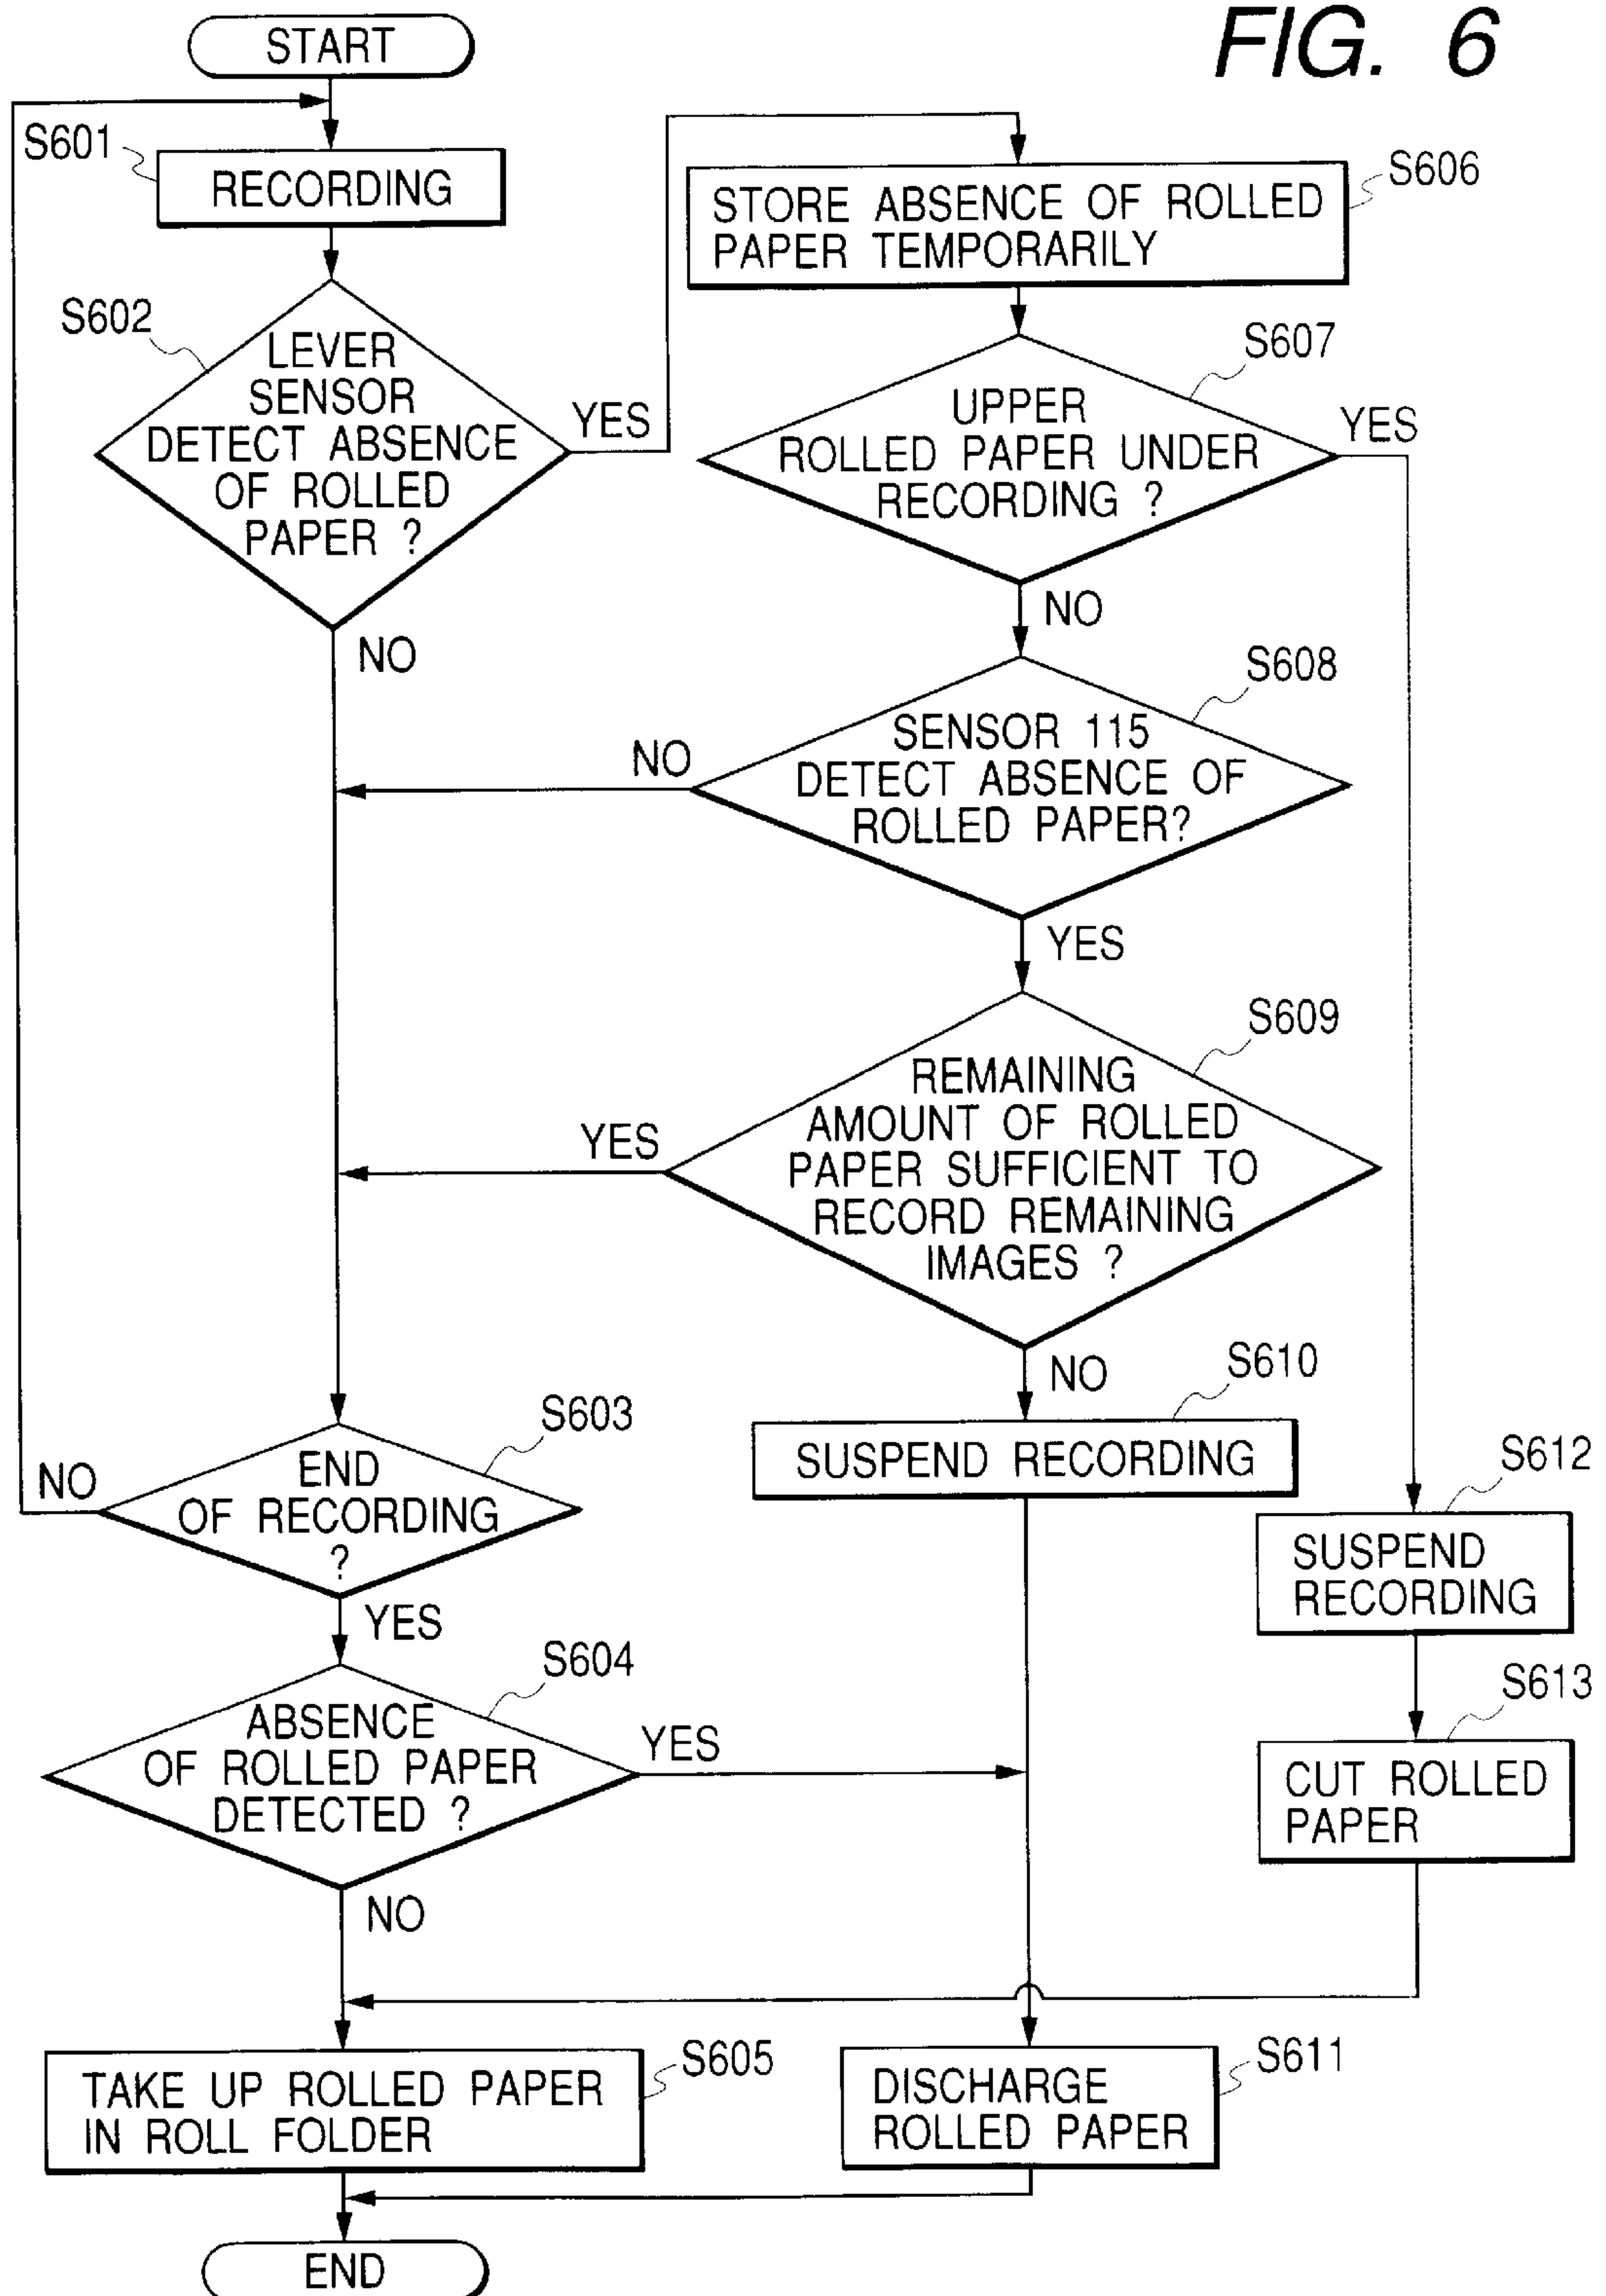 FIG. 6
START
S601
RECORDING
S602
LEVER
SENSOR
DETECT ABSENCE
OF ROLLED
PAPER ?
YES
NO
S606
STORE ABSENCE OF ROLLED
PAPER TEMPORARILY
S607
UPPER
ROLLED PAPER UNDER
RECORDING ?
YES
NO
S608
SENSOR 115
DETECT ABSENCE OF
ROLLED PAPER?
NO
YES
S609
REMAINING
AMOUNT OF ROLLED
PAPER SUFFICIENT TO
RECORD REMAINING
IMAGES ?
YES
NO
S610
SUSPEND RECORDING
S603
END
OF RECORDING
?
NO
YES
S612
SUSPEND
RECORDING
S604
ABSENCE
OF ROLLED PAPER
DETECTED ?
YES
NO
S613
CUT ROLLED
PAPER
S605
TAKE UP ROLLED PAPER
IN ROLL FOLDER
S611
DISCHARGE
ROLLED PAPER
END